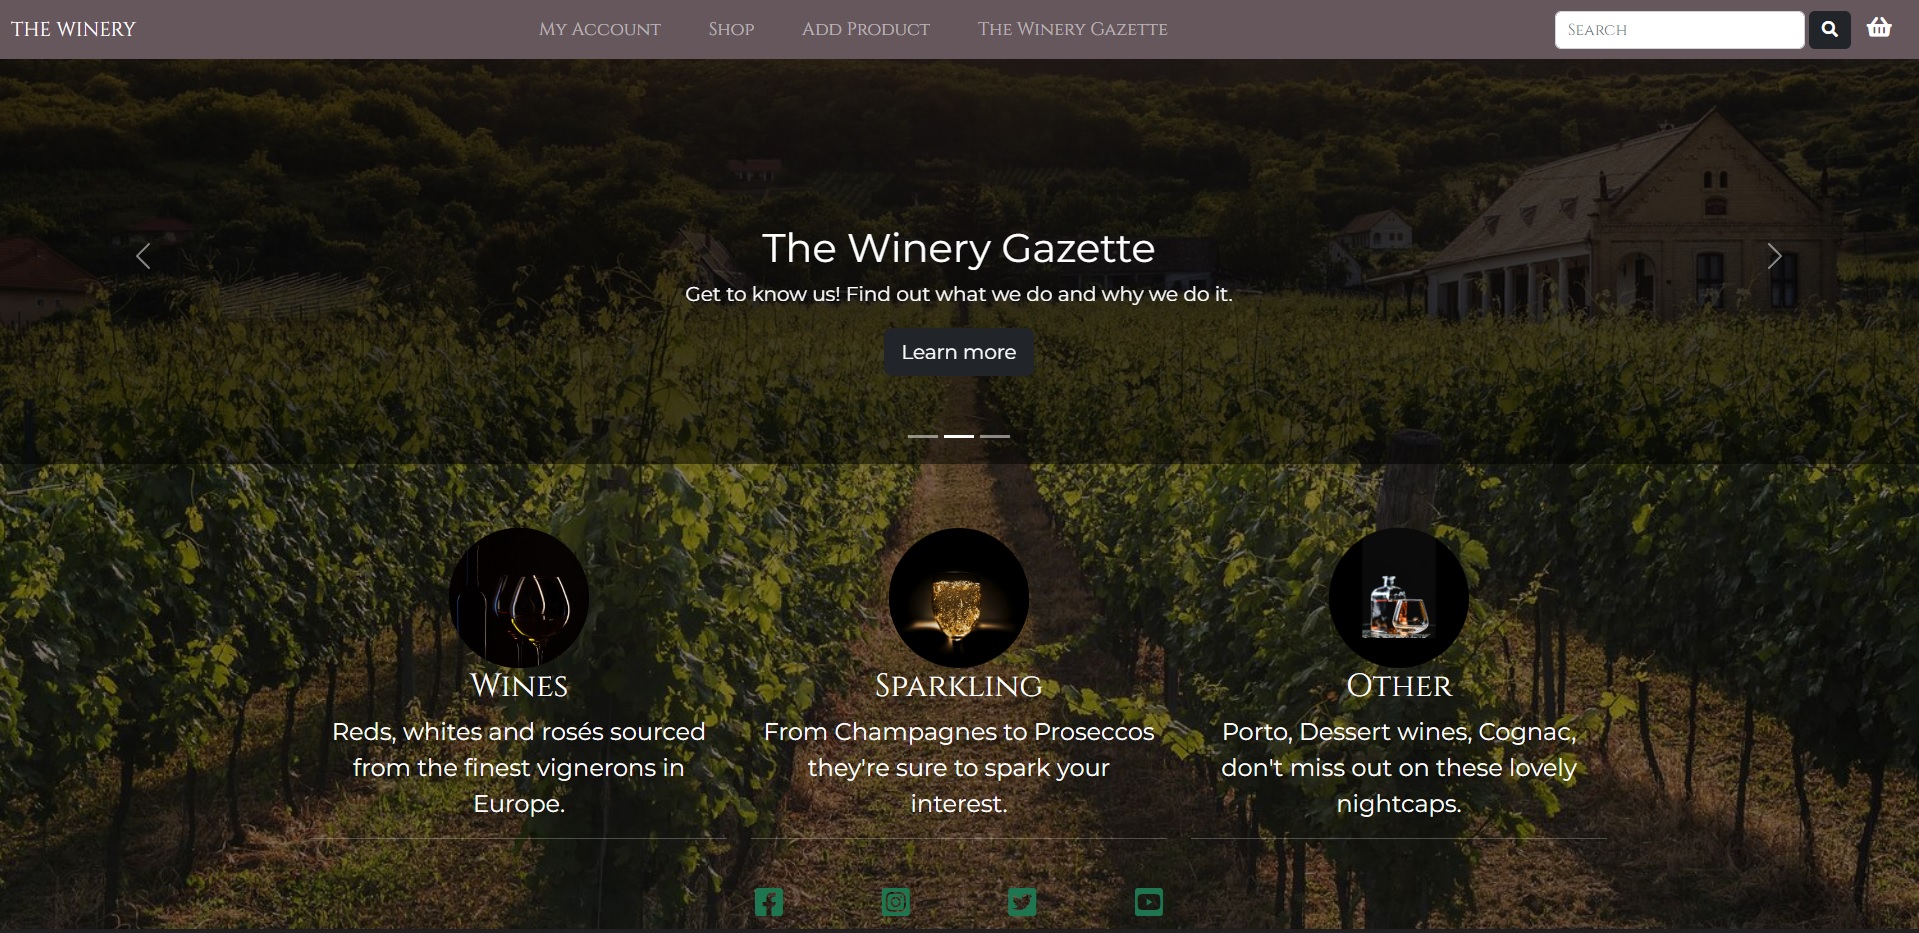 THE WINERY
My Account
Shop
Add Product
The Winery Gazette
Search
The Winery Gazette
Get to know us! Find out what we do and why we do it.
Learn more
Wines
Reds, whites and rosés sourced
from the finest vignerons in
Europe.
Sparkling
From Champagnes to Proseccos
they're sure to spark your
interest.
Other
Porto, Dessert wines, Cognac,
don't miss out on these lovely
nightcaps.